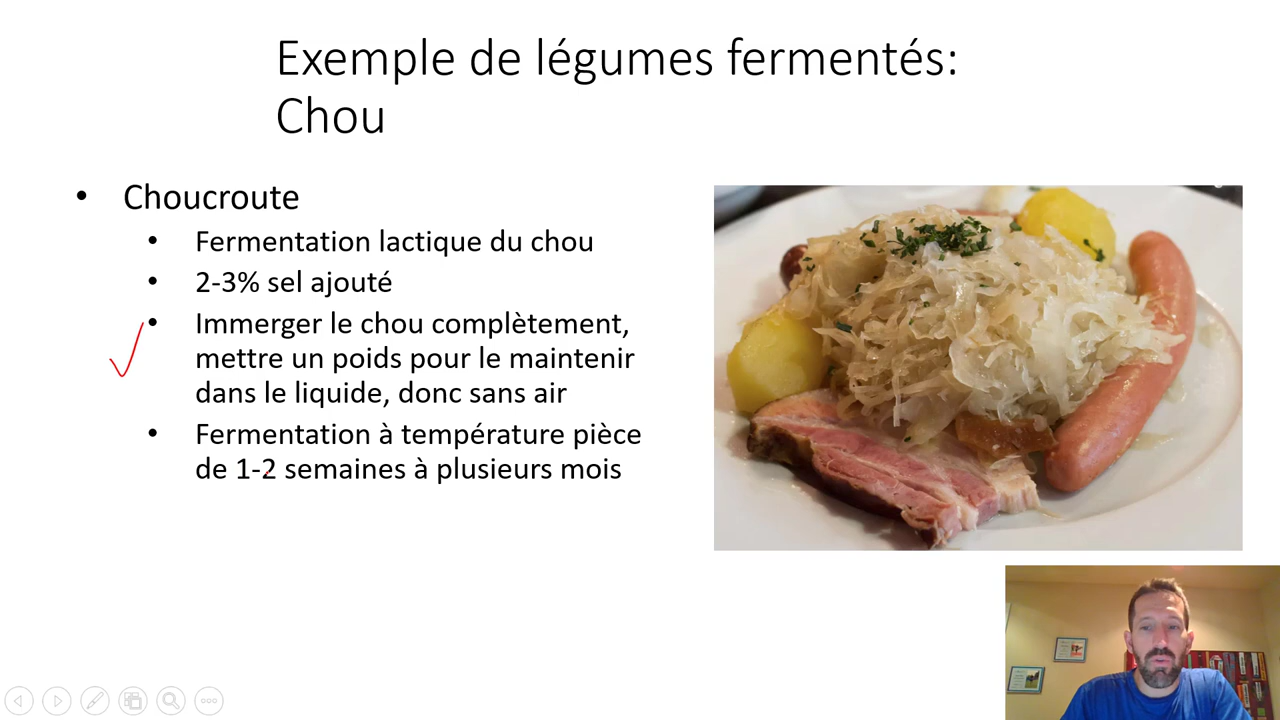 Exemple de légumes fermentés:
Chou
• Choucroute
• Fermentation lactique du chou
• 2-3% sel ajouté
• Immerger le chou complètement,
mettre un poids pour le maintenir
dans le liquide, donc sans air
• Fermentation à température pièce
de 1-2 semaines à plusieurs mois